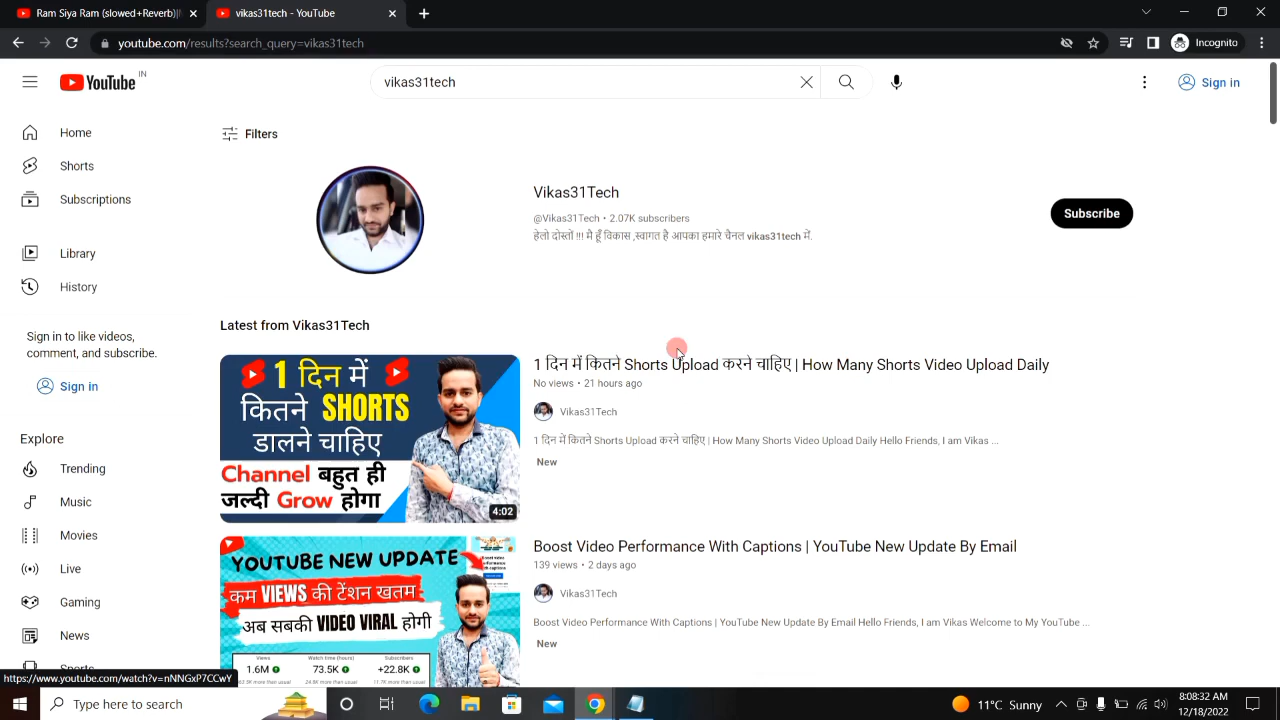 Ram Siya Ram (slowed+Reverb)|
vikas31tech - YouTube
youtube.com/results?search_query=vikas31tech
Incognito
YouTube IN
vikas31tech
Sign in
Home
Shorts
Subscriptions
Library
History
Sign in to like videos,
comment, and subscribe.
Sign in
Explore
Trending
Music
Movies
Live
Gaming
News
Sports
Filters
Vikas31Tech
@Vikas31Tech • 2.07K subscribers
हेलो दोस्तों !!! मै हूँ विकास ,स्वागत है आपका हमारे चैनल vikas31tech में.
Subscribe
Latest from Vikas31Tech
1 दिन में
कितने SHORTS
डालने चाहिए
Channel बहुत ही
जल्दी Grow होगा
4:02
1 दिन में कितने Shorts Upload करने चाहिए | How Many Shorts Video Upload Daily
No views • 21 hours ago
Vikas31Tech
1 दिन में कितने Shorts Upload करने चाहिए | How Many Shorts Video Upload Daily Hello Friends, I am Vikas ...
New
YOUTUBE NEW UPDATE
कम VIEWS की टेंशन खतम
अब सबकी VIDEO VIRAL होगी
Views Watch time (hours) Subscribers
1.6M 73.5K +22.8K
Boost Video Performance With Captions | YouTube New Update By Email
139 views • 2 days ago
Vikas31Tech
Boost Video Performance With Captions | YouTube New Update By Email Hello Friends, I am Vikas Welcome to My YouTube ...
New
https://www.youtube.com/watch?v=nNNGxP7CCwY
Type here to search
11°C Sunny
8:08:32 AM
12/18/2022